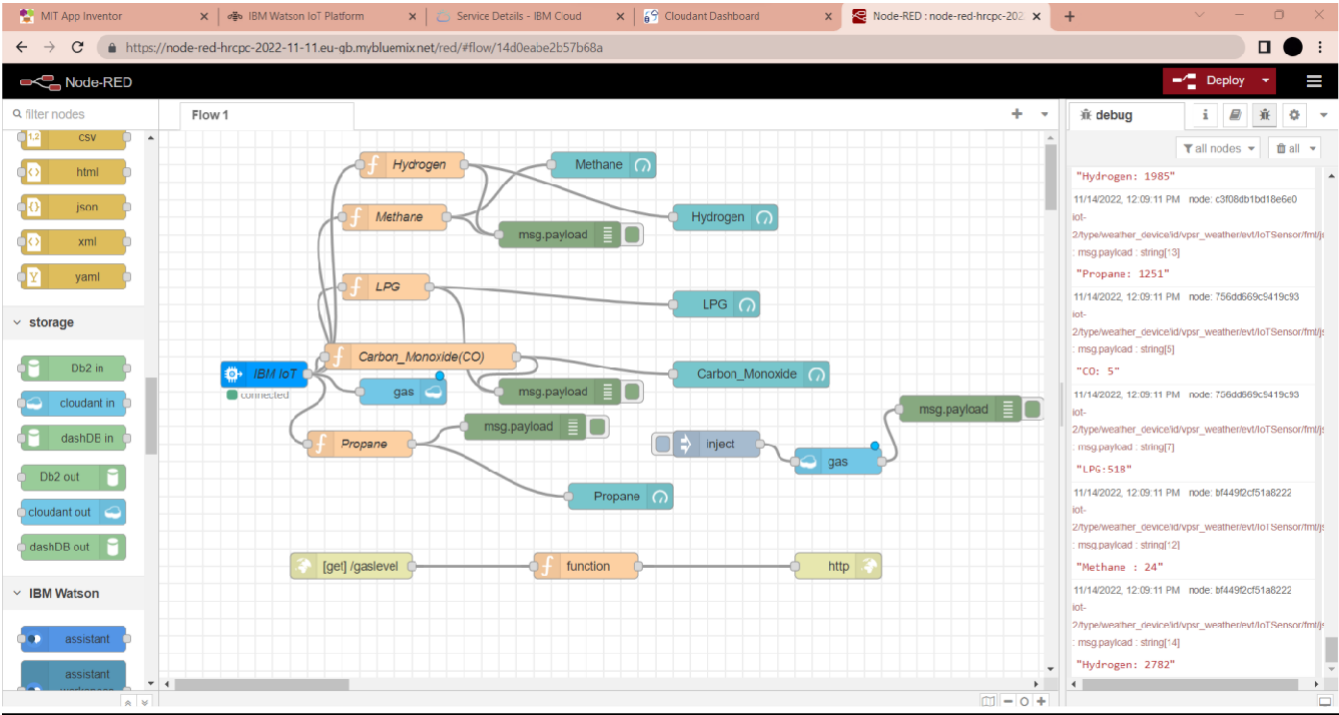 MIT App Inventor
IBM Watson IoT Platform
Service Details - IBM Cloud
Cloudant Dashboard
Node-RED : node-red-hrcpc-202
https://node-red-hrcpc-2022-11-11.eu-gb.mybluemix.net/red/#flow/14d0eabe2b57b68a
Node-RED
Deploy
filter nodes
Flow 1
debug
i
all nodes
all
1,2 csv
html
json
xml
Y yaml
storage
Db2 in
cloudant in
dashDB in
Db2 out
cloudant out
dashDB out
IBM Watson
assistant
assistant
f Hydrogen
Methane
f Methane
Hydrogen
msg.payload
f LPG
LPG
f Carbon_Monoxide(CO)
IBM IoT
connected
gas
Carbon_Monoxide
msg.payload
msg.payload
msg.payload
f Propane
inject
gas
Propane
[get] /gaslevel
f function
http
"Hydrogen: 1985"
11/14/2022, 12:09:11 PM node: c3f08db1bd18e6e0
iot-
2/type/weather_device/id/vpsr_weather/evt/IoTSensor/fmt/js
: msg.payload : string[13]
"Propane: 1251"
11/14/2022, 12:09:11 PM node: 756dd669c9419c93
iot-
2/type/weather_device/id/vpsr_weather/evt/IoTSensor/fmt/js
: msg.payload : string[5]
"CO: 5"
11/14/2022, 12:09:11 PM node: 756dd669c9419c93
iot-
2/type/weather_device/id/vpsr_weather/evt/IoTSensor/fmt/js
: msg.payload : string[7]
"LPG:518"
11/14/2022, 12:09:11 PM node: bf449f2cf51a8222
iot-
2/type/weather_device/id/vpsr_weather/evt/IoTSensor/fmt/js
: msg.payload : string[12]
"Methane : 24"
11/14/2022, 12:09:11 PM node: bf449f2cf51a8222
iot-
2/type/weather_device/id/vpsr_weather/evt/IoTSensor/fmt/js
: msg.payload : string[14]
"Hydrogen: 2782"